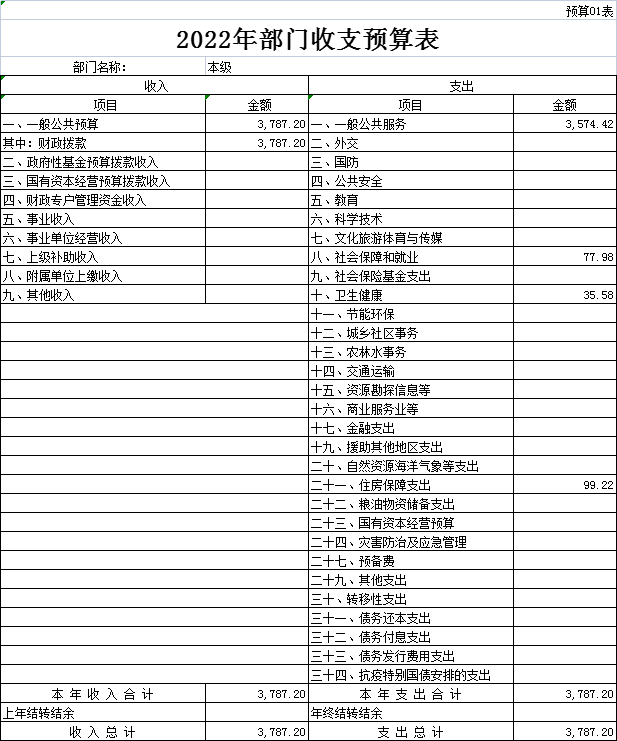 预算01表
2022年部门收支预算表
部门名称： 本级
收入 支出
项目 金额 项目 金额
一、一般公共预算 3,787.20 一、一般公共服务 3,574.42
其中：财政拨款 3,787.20 二、外交
二、政府性基金预算拨款收入 三、国防
三、国有资本经营预算拨款收入 四、公共安全
四、财政专户管理资金收入 五、教育
五、事业收入 六、科学技术
六、事业单位经营收入 七、文化旅游体育与传媒
七、上级补助收入 八、社会保障和就业 77.98
八、附属单位上缴收入 九、社会保险基金支出
九、其他收入 十、卫生健康 35.58
十一、节能环保
十二、城乡社区事务
十三、农林水事务
十四、交通运输
十五、资源勘探信息等
十六、商业服务业等
十七、金融支出
十九、援助其他地区支出
二十、自然资源海洋气象等支出
二十一、住房保障支出 99.22
二十二、粮油物资储备支出
二十三、国有资本经营预算
二十四、灾害防治及应急管理
二十七、预备费
二十九、其他支出
三十、转移性支出
三十一、债务还本支出
三十二、债务付息支出
三十三、债务发行费用支出
三十四、抗疫特别国债安排的支出
本年收入合计 3,787.20 本年支出合计 3,787.20
上年结转结余 年终结转结余
收入总计 3,787.20 支出总计 3,787.20